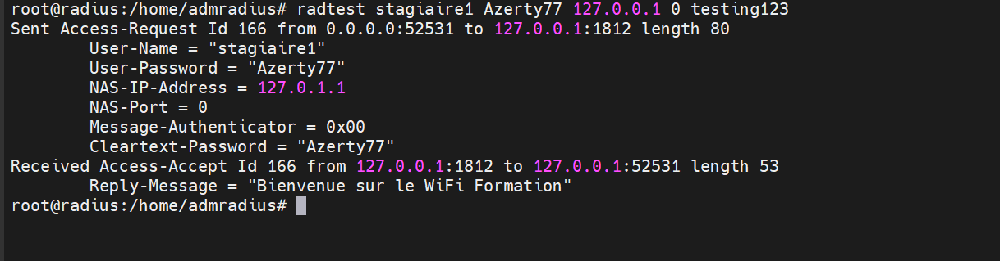 root@radius:/home/admradius# radtest stagiaire1 Azerty77 127.0.0.1 0 testing123
Sent Access-Request Id 166 from 0.0.0.0:52531 to 127.0.0.1:1812 length 80
User-Name = "stagiaire1"
User-Password = "Azerty77"
NAS-IP-Address = 127.0.1.1
NAS-Port = 0
Message-Authenticator = 0x00
Cleartext-Password = "Azerty77"
Received Access-Accept Id 166 from 127.0.0.1:1812 to 127.0.0.1:52531 length 53
Reply-Message = "Bienvenue sur le WiFi Formation"
root@radius:/home/admradius#